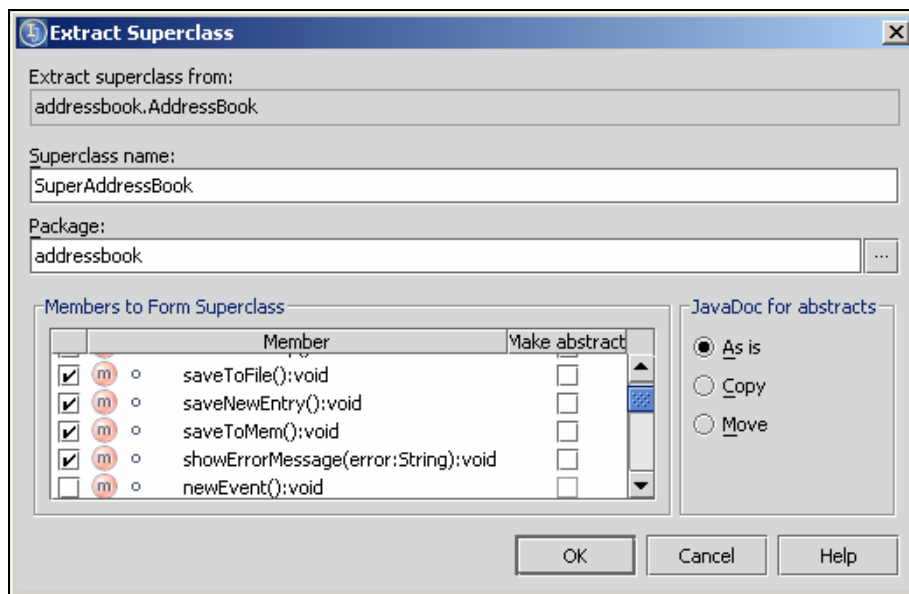 Extract Superclass
Extract superclass from:
addressbook.AddressBook
Superclass name:
SuperAddressBook
Package:
addressbook
...
Members to Form Superclass
JavaDoc for abstracts
Member Make abstract
As is
saveToFile():void
Copy
saveNewEntry():void
Move
saveToMem():void
showErrorMessage(error:String):void
newEvent():void
OK Cancel Help